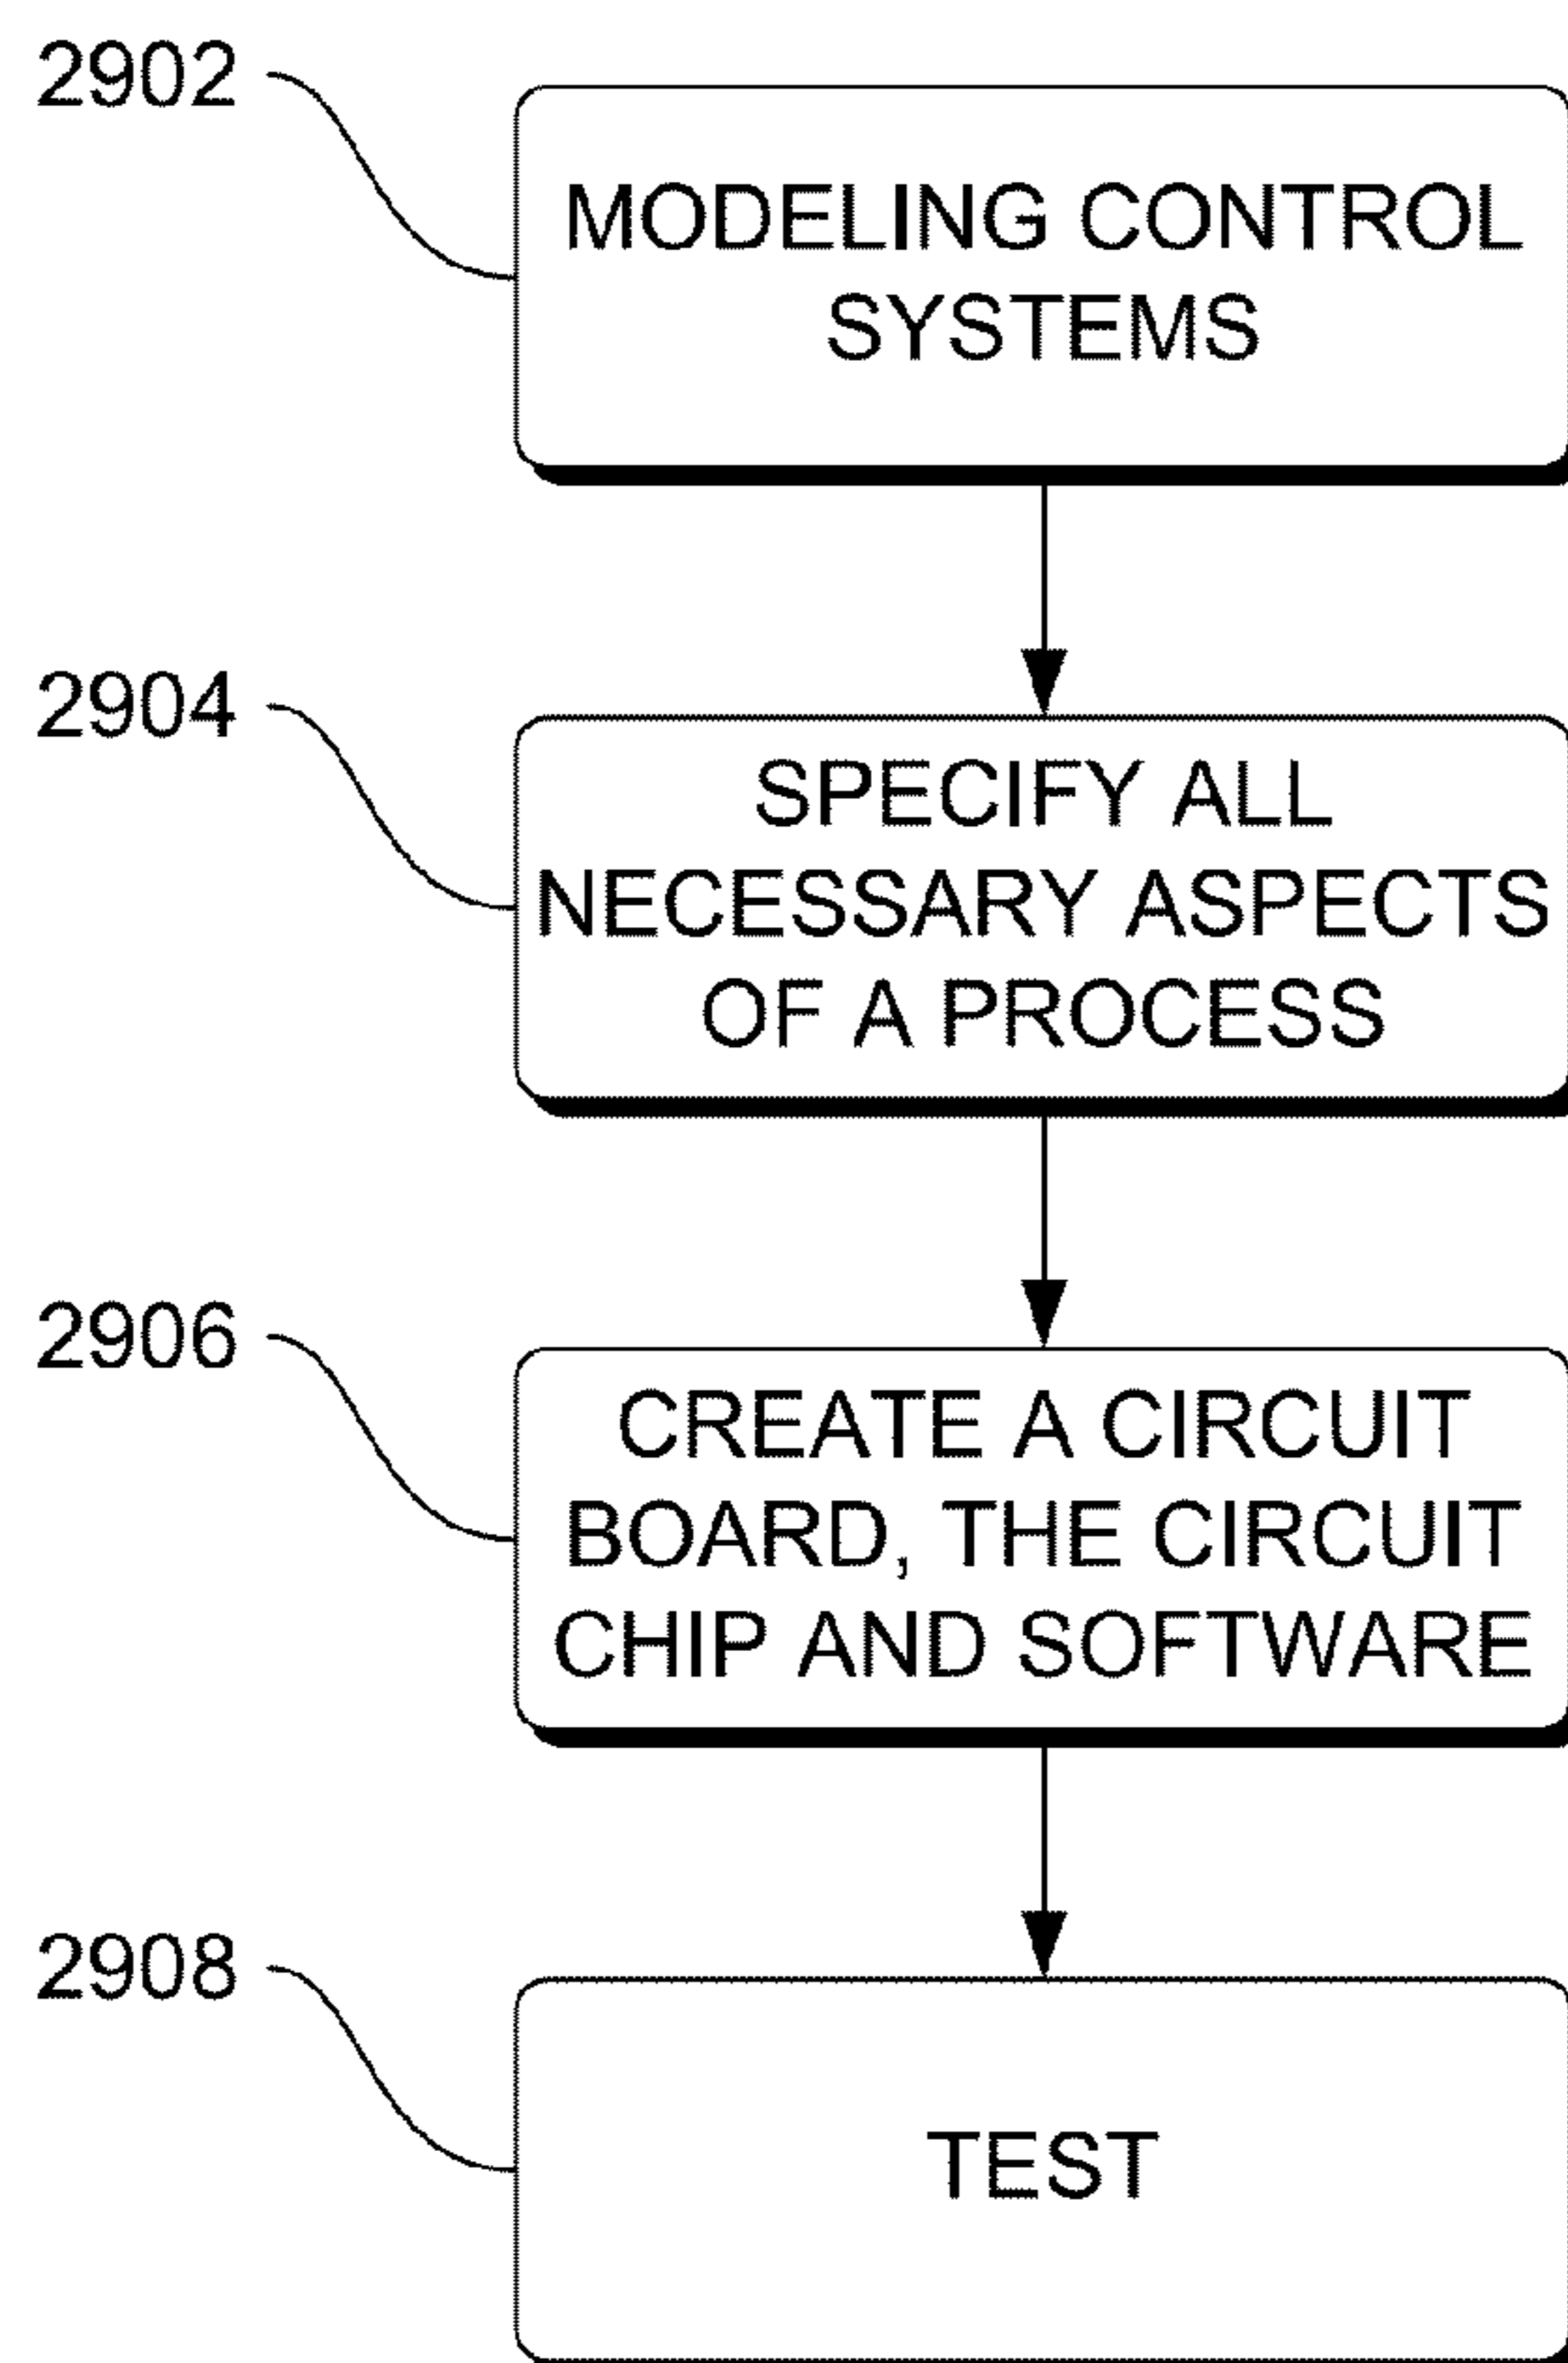 2902
MODELING CONTROL
SYSTEMS
2904
SPECIFY ALL
NECESSARY ASPECTS
OF A PROCESS
2906
CREATE A CIRCUIT
BOARD, THE CIRCUIT
CHIP AND SOFTWARE
2908
TEST